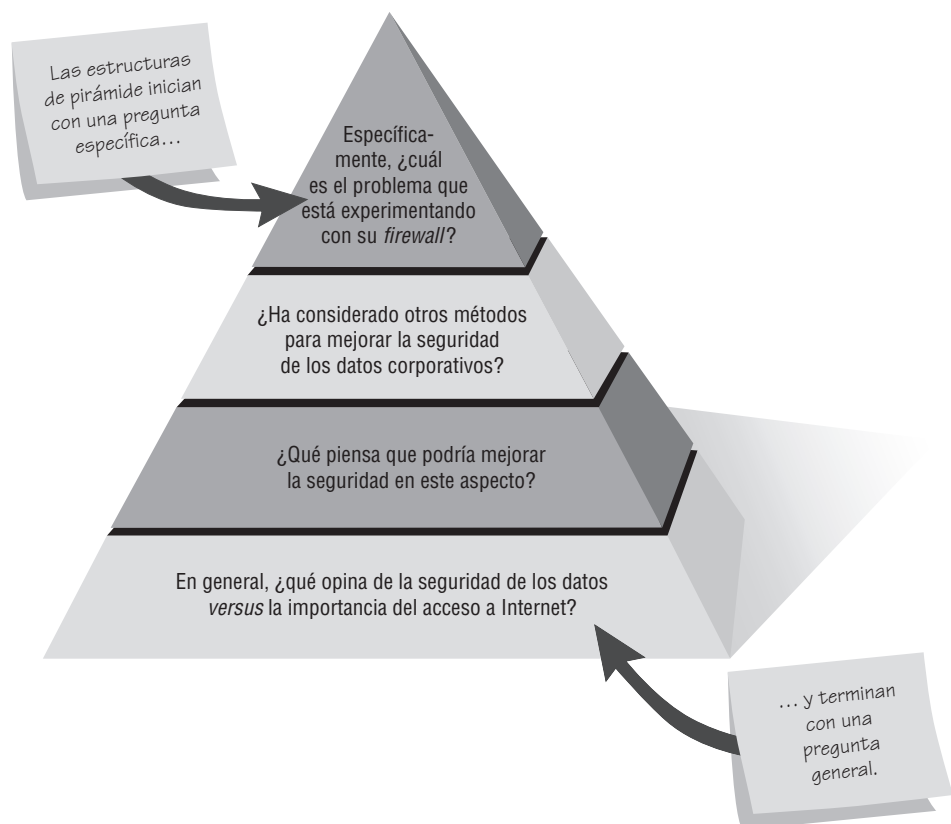 Las estructuras
de pirámide inician
con una pregunta
específica…
Específica-
mente, ¿cuál
es el problema que
está experimentando
con su firewall?
¿Ha considerado otros métodos
para mejorar la seguridad
de los datos corporativos?
¿Qué piensa que podría mejorar
la seguridad en este aspecto?
En general, ¿qué opina de la seguridad de los datos
versus la importancia del acceso a Internet?
… y terminan
con una
pregunta
general.